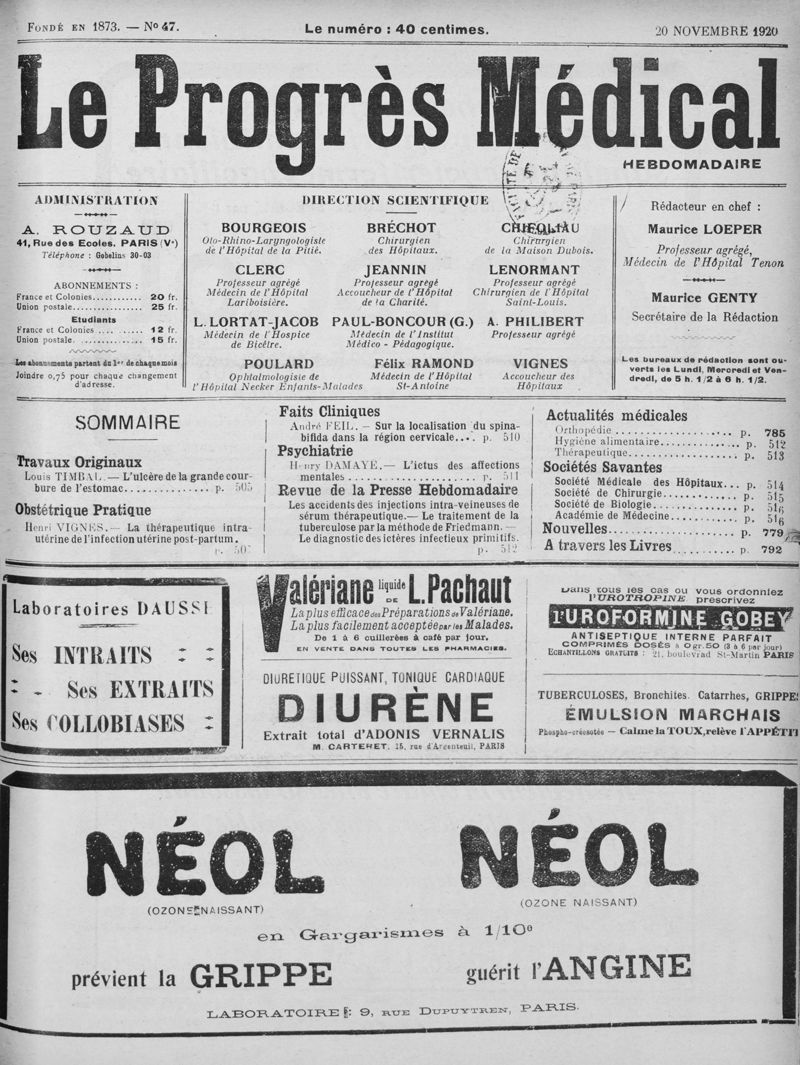 FONDÉ EN 1873. — N° 47.
Le numéro : 40 centimes.
20 NOVEMBRE 1920
Le Progrès Médical
HEBDOMADAIRE
ADMINISTRATION
A. ROUZAUD
41, Rue des Ecoles. PARIS (Ve)
Téléphone : Gobelins 30-03
ABONNEMENTS :
France et Colonies............ 20 fr.
Union postale................. 25 fr.
Etudiants
France et Colonies ........... 12 fr.
Union postale................. 15 fr.
Les abonnements partent du 1er de chaque mois
Joindre 0,75 pour chaque changement
d'adresse.
DIRECTION SCIENTIFIQUE
BOURGEOIS
Oto-Rhino-Laryngologiste
de l'Hôpital de la Pitié.
BRÉCHOT
Chirurgien
des Hôpitaux.
Chirurgien
de la Maison Dubois.
CLERC
Professeur agrégé
Médecin de l'Hôpital
Lariboisière.
JEANNIN
Professeur agrégé
Accoucheur de l'Hôpital
de la Charité.
LENORMANT
Professeur agrégé
Chirurgien de l'Hôpital
Saint-Louis.
L. LORTAT-JACOB
Médecin de l'Hospice
de Bicêtre.
PAUL-BONCOUR (G.)
Médecin de l'Institut
Médico - Pédagogique.
A. PHILIBERT
Professeur agrégé
POULARD
Ophtalmologiste de
l'Hôpital Necker Enfants-Malades
Félix RAMOND
Médecin de l'Hôpital
St-Antoine
VIGNES
Accoucheur des
Hôpitaux
Rédacteur en chef :
Maurice LOEPER
Professeur agrégé,
Médecin de l'Hôpital Tenon
Maurice GENTY
Secrétaire de la Rédaction
Les bureaux de rédaction sont ou-
verts les Lundi, Mercredi et Ven-
dredi, de 5 h. 1/2 à 6 h. 1/2.
SOMMAIRE
Travaux Originaux
Louis TIMBAL. — L'ulcère de la grande cour-
bure de l'estomac................ p. 505
Obstétrique Pratique
Henri VIGNES. — La thérapeutique intra-
utérine de l'infection utérine post-partum.
p.
Faits Cliniques
André FEIL. — Sur la localisation du spina-
bifida dans la région cervicale.... p. 510
Psychiatrie
Henry DAMAYE. — L'ictus des affections
mentales ........................ p. 511
Revue de la Presse Hebdomadaire
Les accidents des injections intra-veineuses de
sérum thérapeutique. — Le traitement de la
tuberculose par la méthode de Friedmann. —
Le diagnostic des ictères infectieux primitifs.
p. 512
Actualités médicales
Orthopédie ........................ p. 785
Hygiène alimentaire................ p. 512
Thérapeutique...................... p. 513
Sociétés Savantes
Société Médicale des Hôpitaux... p. 514
Société de Chirurgie............ p. 515
Société de Biologie............. p. 516
Académie de Médecine............ p. 516
Nouvelles....................... p. 779
A travers les Livres ........... p. 792
Laboratoires DAUSSE
Ses INTRAITS : :
: - Ses EXTRAITS
Ses COLLOBIASES :
Valériane liquide DE L. Pachaut
La plus efficace des Préparations de Valériane.
La plus facilement acceptée par les Malades.
De 1 à 6 cuillerées à café par jour.
EN VENTE DANS TOUTES LES PHARMACIES.
DIURETIQUE PUISSANT, TONIQUE CARDIAQUE
DIURÈNE
Extrait total d'ADONIS VERNALIS
M. CARTERET, 15, rue d'Argenteuil, PARIS
Dans tous les cas ou vous ordonniez
l'UROTROPINE prescrivez
l'UROFORMINE GOBEY
ANTISEPTIQUE INTERNE PARFAIT
COMPRIMÉS DOSÉS à 0 gr. 50 (3 à 6 par jour)
ECHANTILLONS GRATUITS : 21, boulevrad St-Martin PARIS
TUBERCULOSES, Bronchites. Catarrhes, GRIPPE
ÉMULSION MARCHAIS
Phospho-créosotée — Calme la TOUX, relève l'APPÉTIT
NÉOL
(OZONE NAISSANT)
NÉOL
(OZONE NAISSANT)
en Gargarismes à 1/10e
prévient la GRIPPE
guérit l'ANGINE
LABORATOIRE : 9, RUE DUPUYTREN, PARIS.